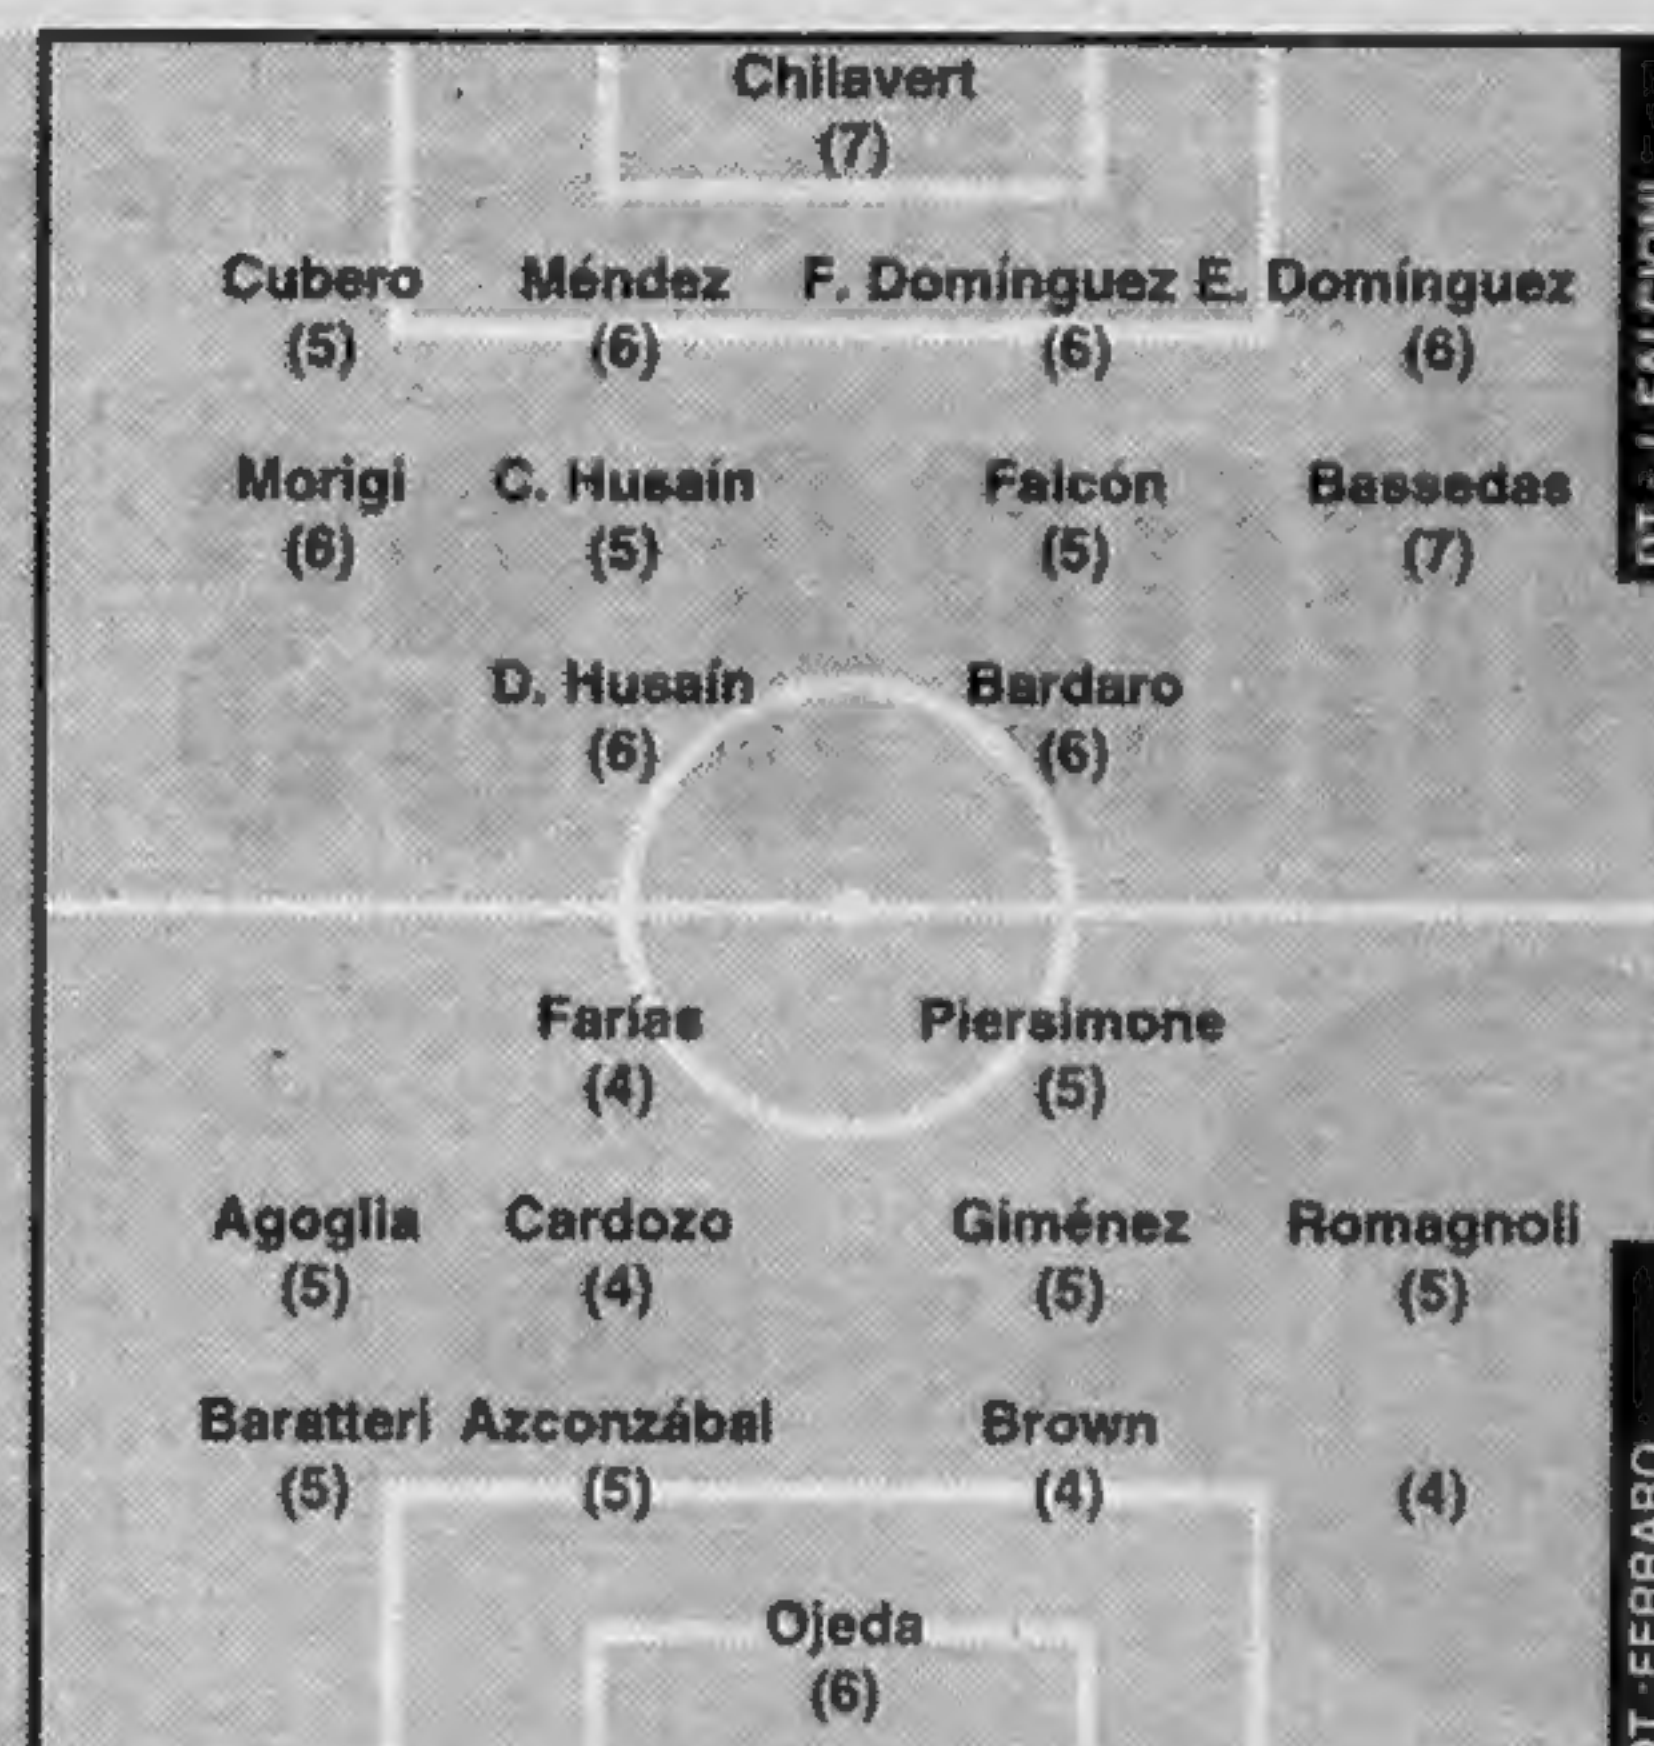 Chilavert
(7)
Cubero Méndez F. Domínguez E. Domínguez
(5) (6) (6) (6)
Morigi C. Husaín Falcón Bassedas
(6) (5) (5) (7)
D. Husaín Bardaro
(6) (6)
Farías Piersimone
(4) (5)
Agoglia Cardozo Giménez Romagnoli
(5) (4) (5) (5)
Baratteri Azconzábal Brown
(5) (5) (4) (4)
Ojeda
(6)
FERRARO